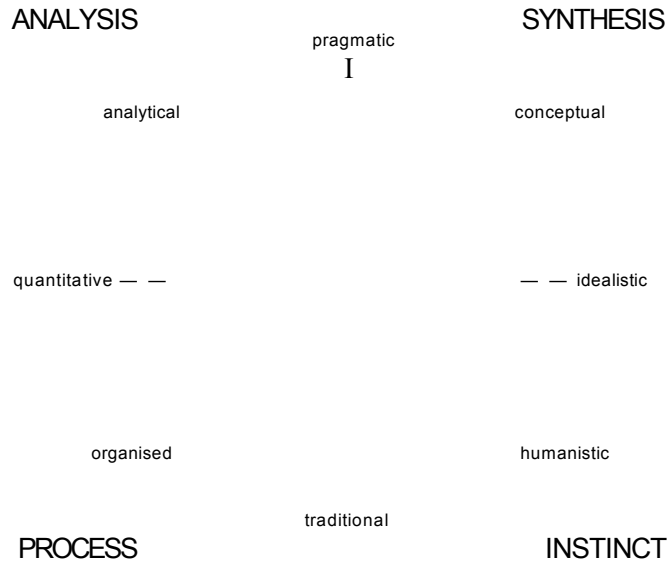 ANALYSIS SYNTHESIS
pragmatic
I
analytical conceptual
quantitative — — — — idealistic
organised humanistic
traditional
PROCESS INSTINCT